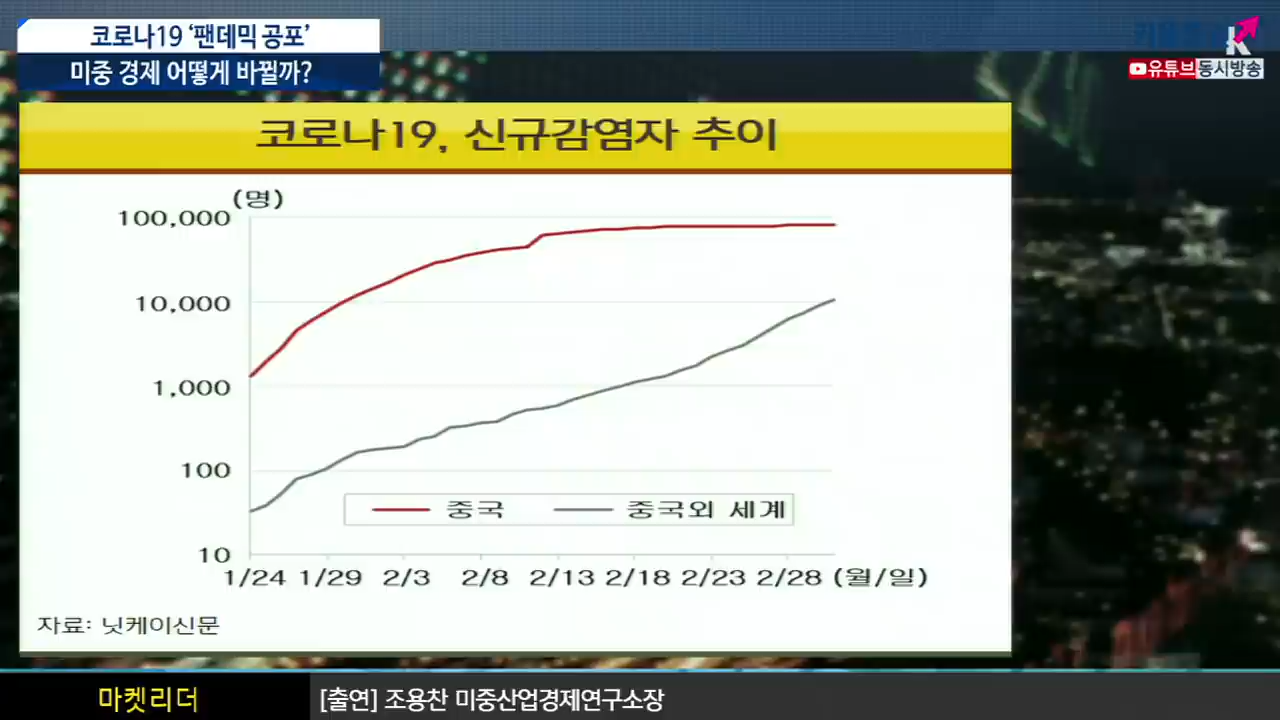 코로나19 '팬데믹 공포'
미중 경제 어떻게 바뀔까?
K
유튜브 동시방송
코로나19, 신규감염자 추이
(명)
100,000
10,000
1,000
100
10
중국 중국외 세계
1/24 1/29 2/3 2/8 2/13 2/18 2/23 2/28 (월/일)
자료: 닛케이신문
마켓리더 [출연] 조용찬 미중산업경제연구소장